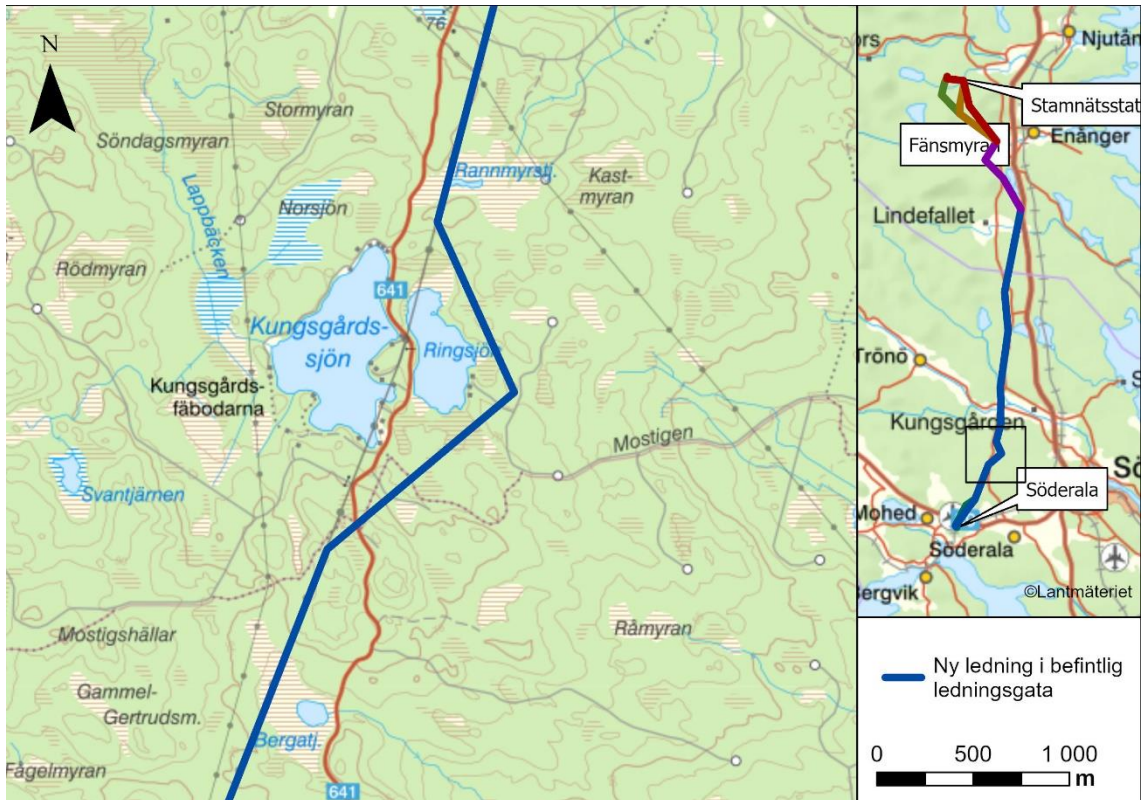 N
76
Stormyran
Söndagsmyran
Rannmyrstj.
Kast-
myran
Lappbäcken
Norsjön
Rödmyran
641
Kungsgårds-
sjön
Ringsjön
Kungsgårds-
fäbodarna
Mostigen
Svantjärnen
Mostigshällar
Råmyran
Gammel-
Gertrudsm.
Bergatj.
Fågelmyran
641
ors
Njutån
Stamnätsstat
Fänsmyran
Enånger
Lindefallet
Trönö
S
Kungsgården
Sö
Söderala
Mohed
Söderala
Bergvik
©Lantmäteriet
Ny ledning i befintlig
ledningsgata
0 500 1 000
m